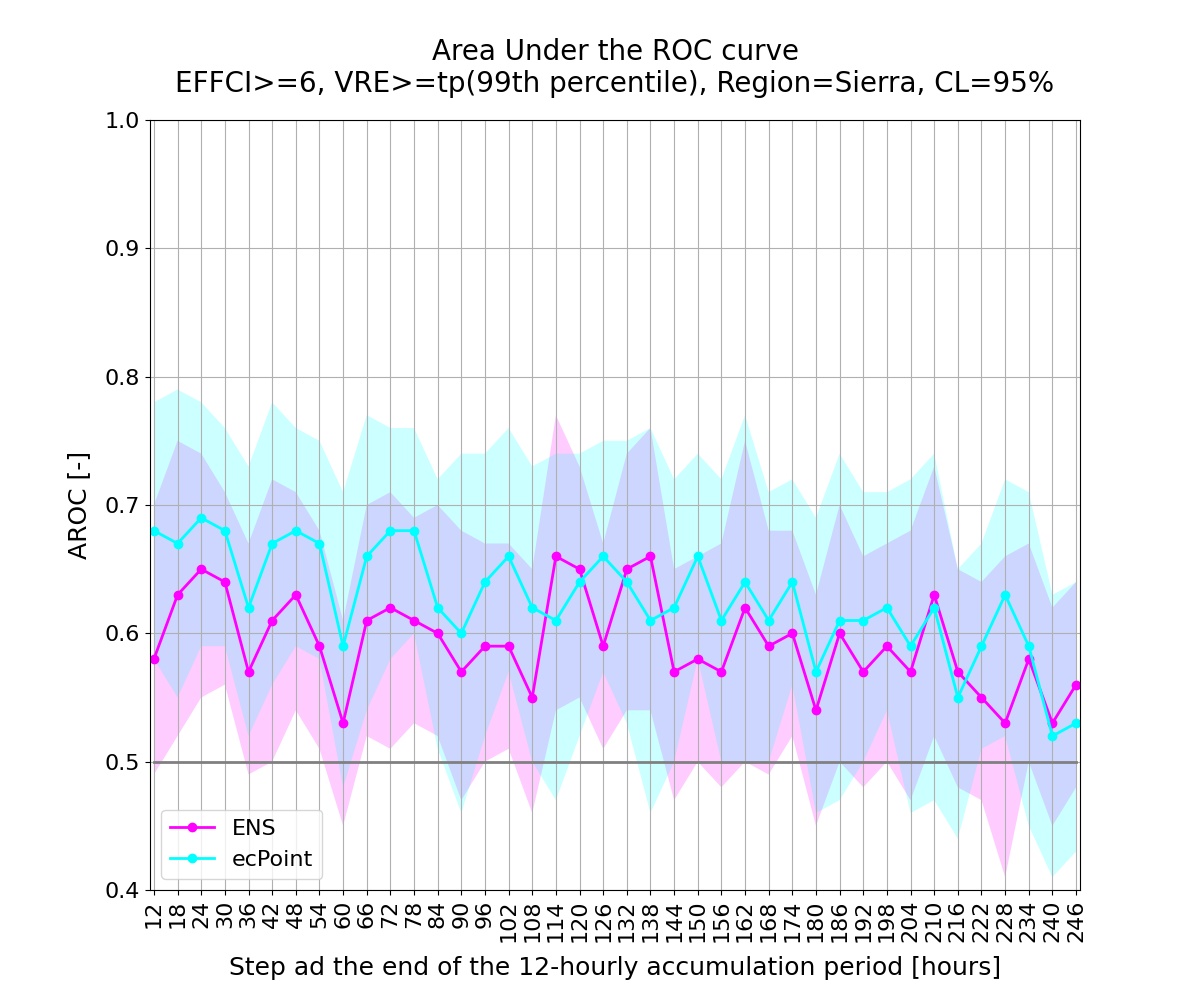 Area Under the ROC curve
EFFCI>=6, VRE>=tp(99th percentile), Region=Sierra, CL=95%
AROC [-]
1.0
0.9
0.8
0.7
0.6
0.5
0.4
ENS
ecPoint
12 18 24 30 36 42 48 54 60 66 72 78 84 90 96 102 108 114 120 126 132 138 144 150 156 162 168 174 180 186 192 198 204 210 216 222 228 234 240 246
Step ad the end of the 12-hourly accumulation period [hours]